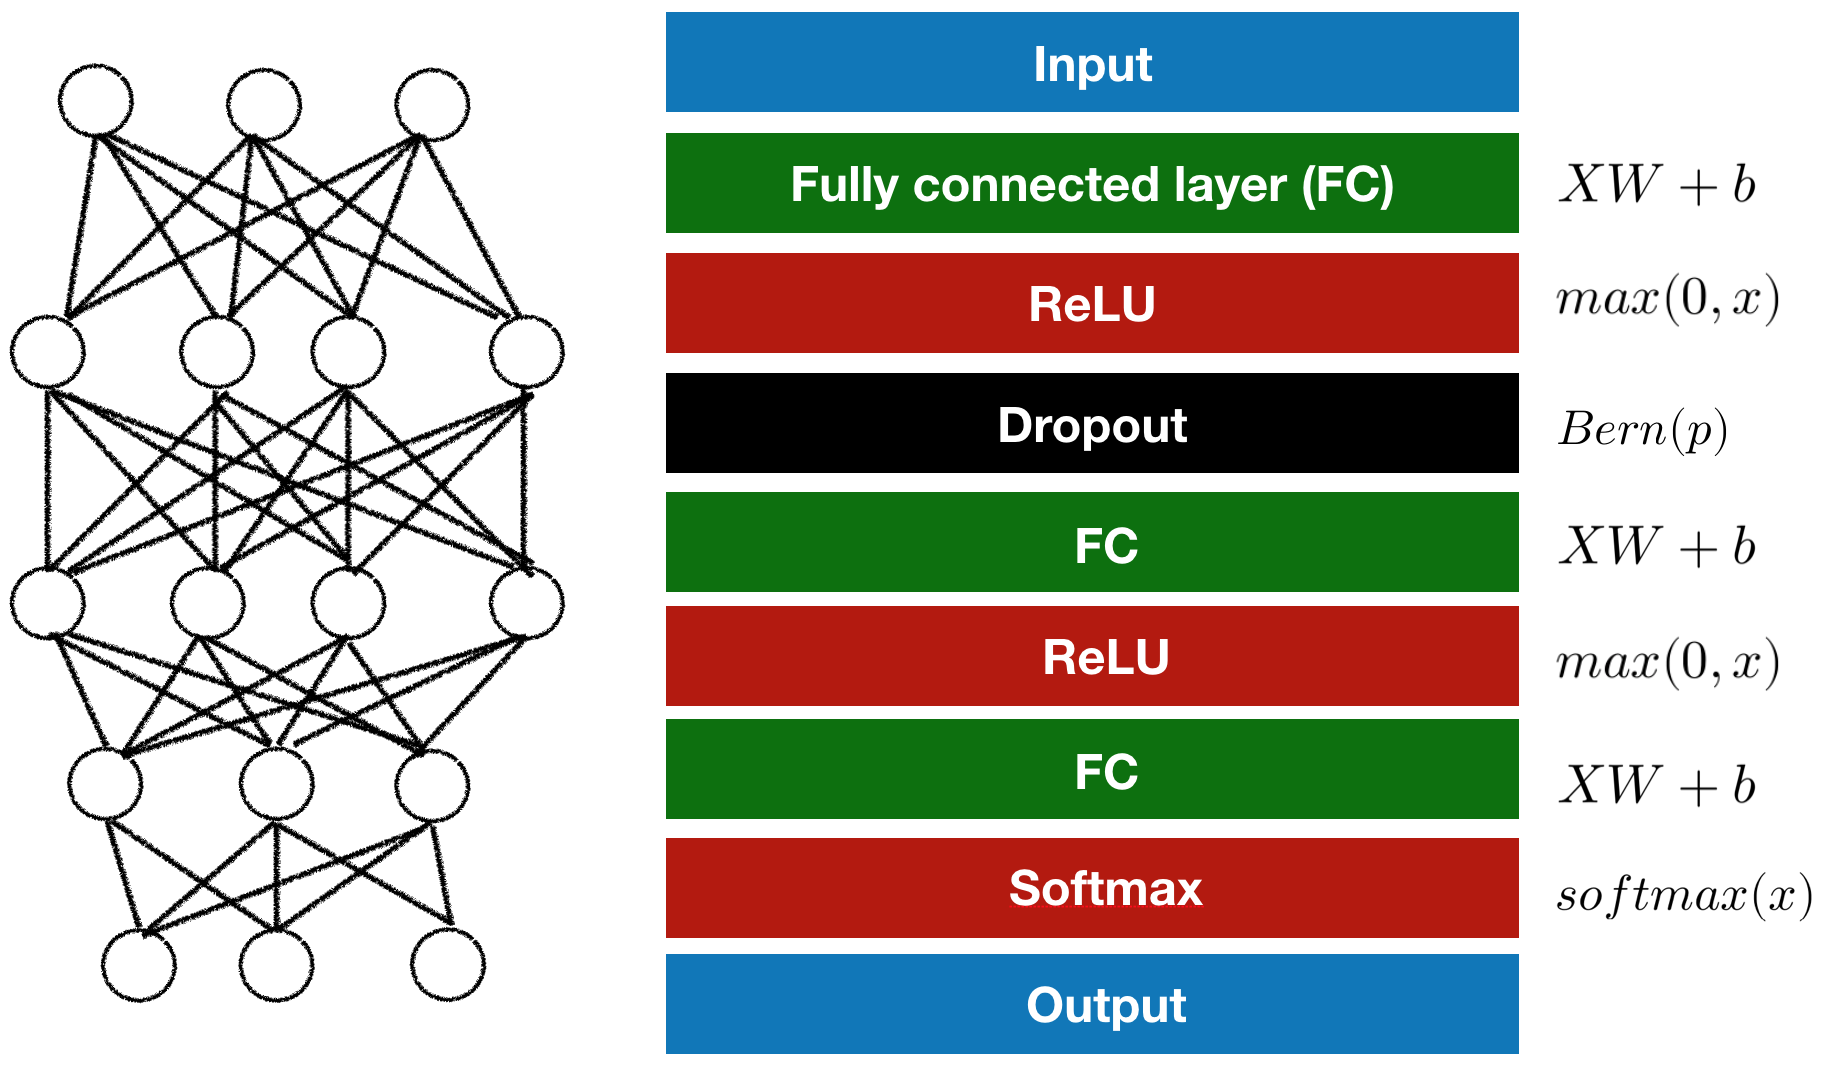 Input
Fully connected layer (FC)
XW + b
ReLU
max(0, x)
Dropout
Bern(p)
FC
XW + b
ReLU
max(0, x)
FC
XW + b
Softmax
softmax(x)
Output